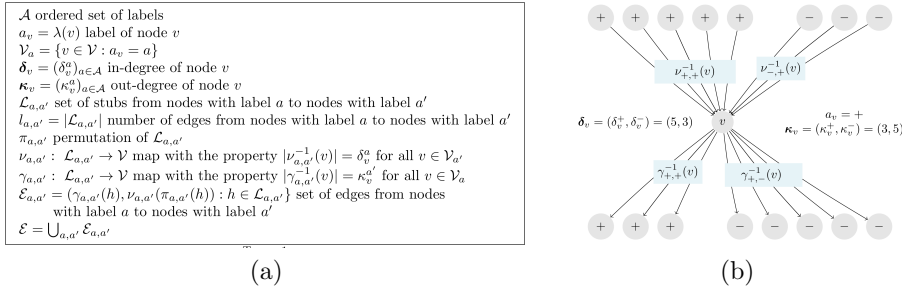 𝒜 ordered set of labels
a_v = λ(v) label of node v
𝒱_a = {v ∈ 𝒱 : a_v = a}
δ_v = (δ_v^a)_{a∈𝒜} in-degree of node v
κ_v = (κ_v^a)_{a∈𝒜} out-degree of node v
ℒ_{a,a′} set of stubs from nodes with label a to nodes with label a′
l_{a,a′} = |ℒ_{a,a′}| number of edges from nodes with label a to nodes with label a′
π_{a,a′} permutation of ℒ_{a,a′}
ν_{a,a′} : ℒ_{a,a′} → 𝒱 map with the property |ν_{a,a′}^{-1}(v)| = δ_v^a for all v ∈ 𝒱_{a′}
γ_{a,a′} : ℒ_{a,a′} → 𝒱 map with the property |γ_{a,a′}^{-1}(v)| = κ_v^{a′} for all v ∈ 𝒱_a
ℰ_{a,a′} = (γ_{a,a′}(h), ν_{a,a′}(π_{a,a′}(h)) : h ∈ ℒ_{a,a′}} set of edges from nodes
with label a to nodes with label a′
ℰ = ⋃_{a,a′} ℰ_{a,a′}
(a)
+ + + + + − − −
ν_{+,+}^{-1}(v) ν_{−,+}^{-1}(v)
δ_v = (δ_v^+, δ_v^−) = (5, 3) v a_v = +
κ_v = (κ_v^+, κ_v^−) = (3, 5)
γ_{+,+}^{-1}(v) γ_{+,−}^{-1}(v)
+ + + − − − − −
(b)